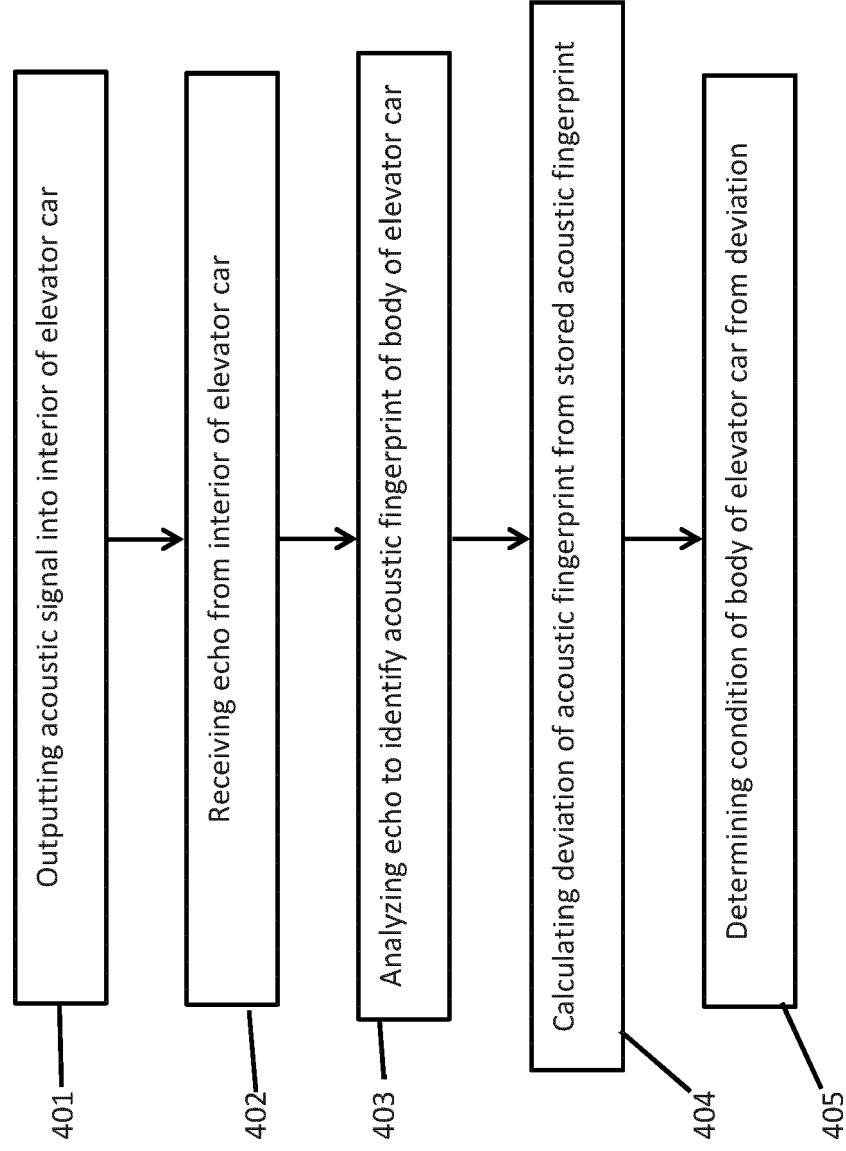 401
Outputting acoustic signal into interior of elevator car
402
Receiving echo from interior of elevator car
403
Analyzing echo to identify acoustic fingerprint of body of elevator car
404
Calculating deviation of acoustic fingerprint from stored acoustic fingerprint
405
Determining condition of body of elevator car from deviation